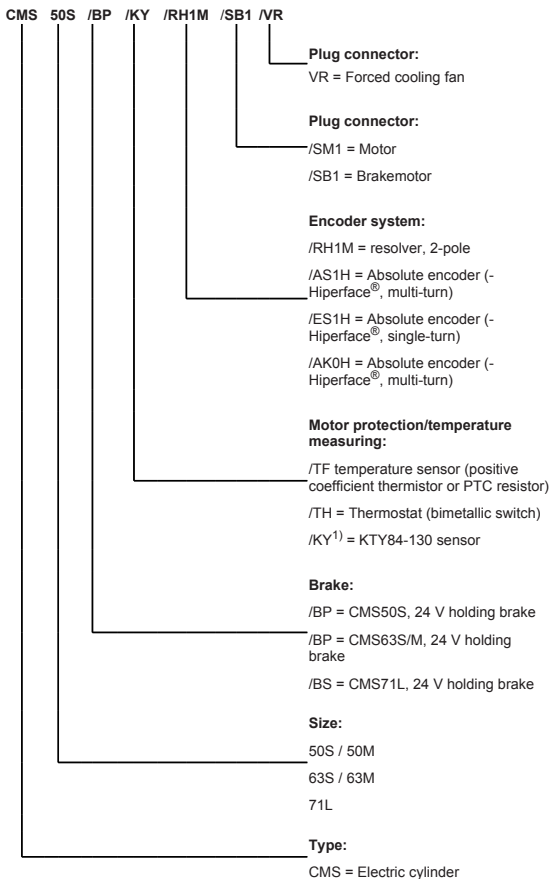 CMS 50S /BP /KY /RH1M /SB1 /VR
Plug connector:
VR = Forced cooling fan
Plug connector:
/SM1 = Motor
/SB1 = Brakemotor
Encoder system:
/RH1M = resolver, 2-pole
/AS1H = Absolute encoder (-
Hiperface®, multi-turn)
/ES1H = Absolute encoder (-
Hiperface®, single-turn)
/AK0H = Absolute encoder (-
Hiperface®, multi-turn)
Motor protection/temperature
measuring:
/TF temperature sensor (positive
coefficient thermistor or PTC resistor)
/TH = Thermostat (bimetallic switch)
/KY1) = KTY84-130 sensor
Brake:
/BP = CMS50S, 24 V holding brake
/BP = CMS63S/M, 24 V holding
brake
/BS = CMS71L, 24 V holding brake
Size:
50S / 50M
63S / 63M
71L
Type:
CMS = Electric cylinder